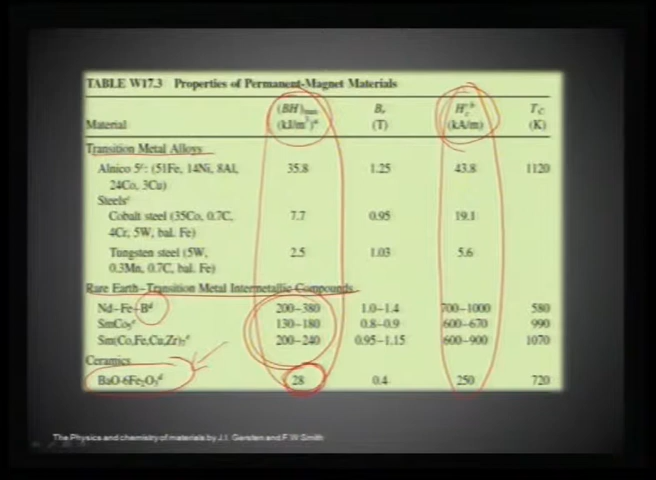 TABLE W17.3 Properties of Permanent-Magnet Materials
(BH)max Br Hc TC
Material (kJ/m³)ᵃ (T) (kA/m) (K)
Transition Metal Alloys
Alnico 5ᶜ: (51Fe, 14Ni, 8Al, 35.8 1.25 43.8 1120
24Co, 3Cu)
Steels
Cobalt steel (35Co, 0.7C, 7.7 0.95 19.1
4Cr, 5W, bal. Fe)
Tungsten steel (5W, 2.5 1.03 5.6
0.3Mn, 0.7C, bal. Fe)
Rare Earth–Transition Metal Intermetallic Compounds
Nd–Fe–Bᵈ 200–380 1.0–1.4 700–1000 580
SmCo₅ 130–180 0.8–0.9 600–670 990
Sm(Co,Fe,Cu,Zr)₇ 200–240 0.95–1.15 600–900 1070
Ceramics
BaO·6Fe₂O₃ᵈ 28 0.4 250 720
The Physics and chemistry of materials by J.I. Gersten and F.W Smith